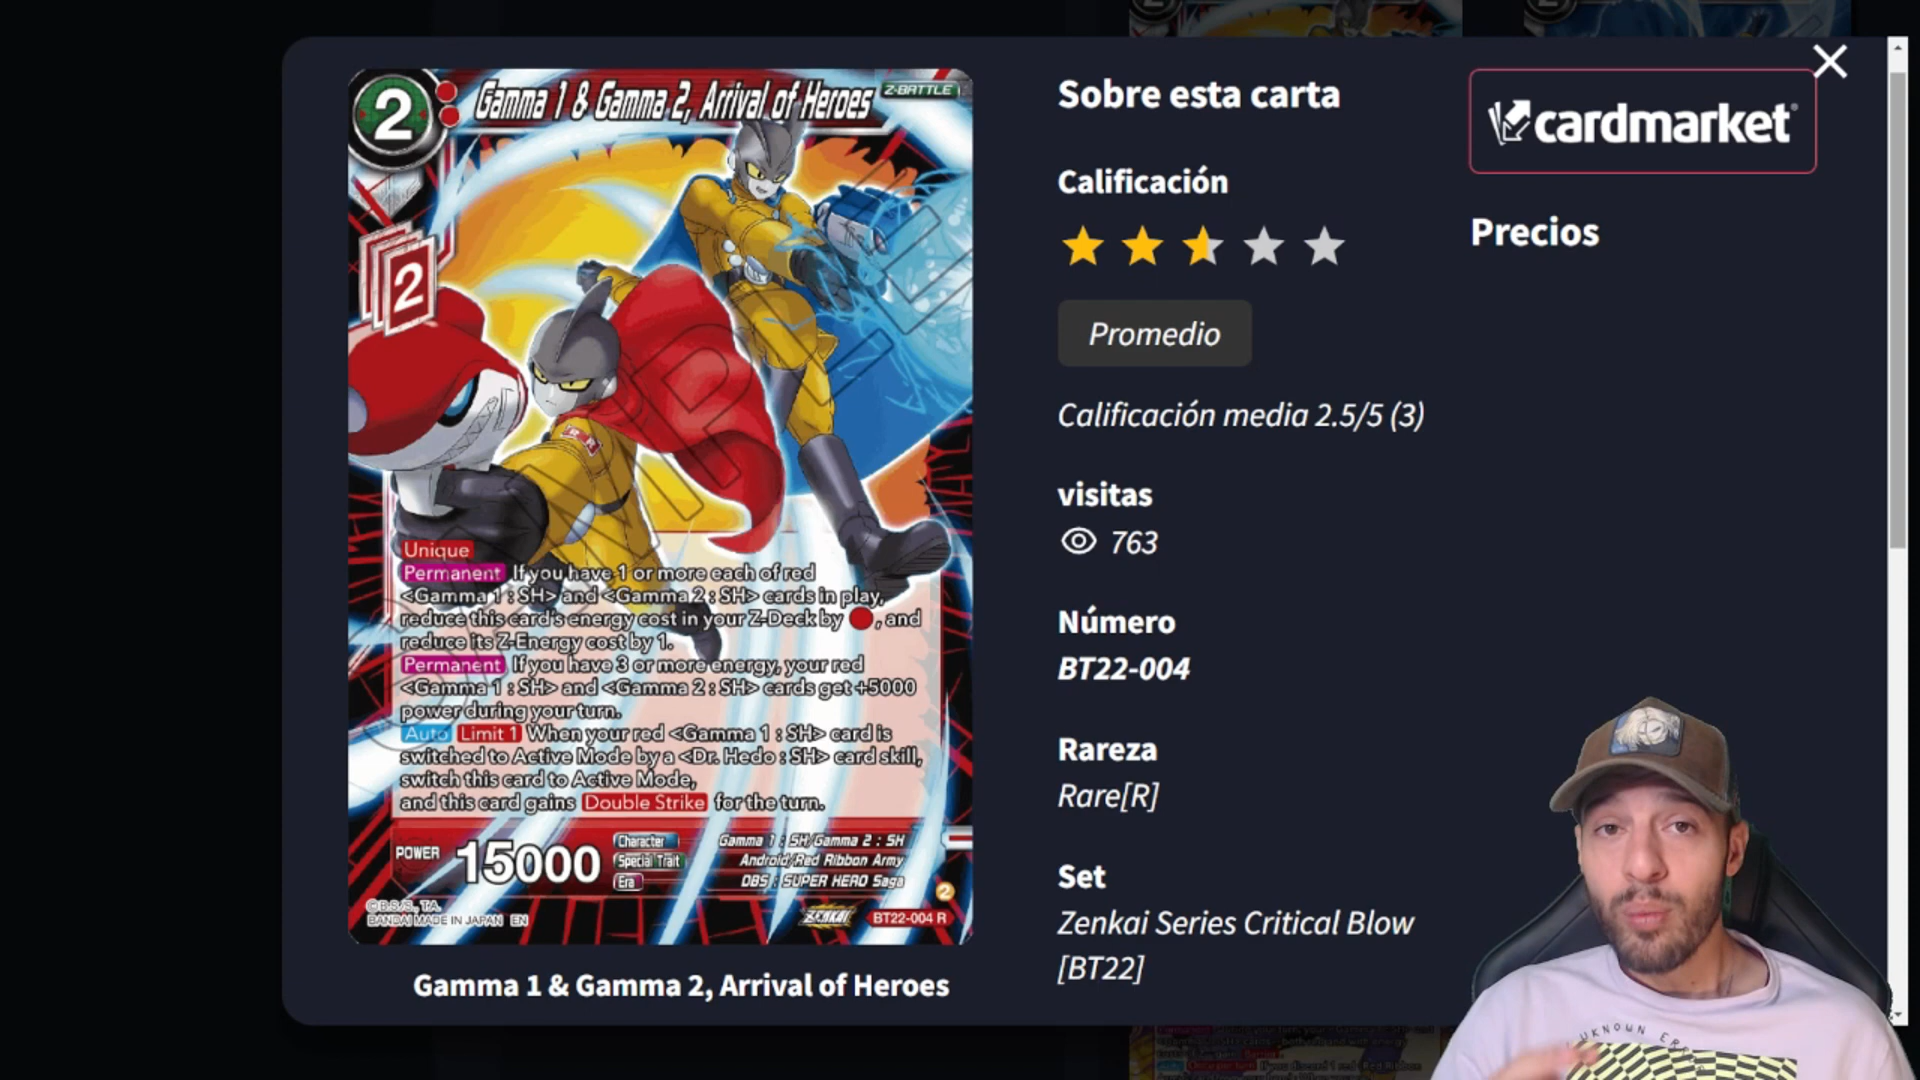 2
Gamma 1 & Gamma 2, Arrival of Heroes
Z-BATTLE
2
SAMPLE
Unique
Permanent If you have 1 or more each of red
<Gamma 1 : SH> and <Gamma 2 : SH> cards in play,
reduce this card's energy cost in your Z-Deck by , and
reduce its Z-Energy cost by 1.
Permanent If you have 3 or more energy, your red
<Gamma 1 : SH> and <Gamma 2 : SH> cards get +5000
power during your turn.
Auto Limit 1 When your red <Gamma 1 : SH> card is
switched to Active Mode by a <Dr. Hedo : SH> card skill,
switch this card to Active Mode,
and this card gains Double Strike for the turn.
POWER 15000
Character Gamma 1 : SH/Gamma 2 : SH
Special Trait Android/Red Ribbon Army
Era DBS : SUPER HERO Saga
2
©B.S./S., T.A.
BANDAI MADE IN JAPAN EN
ZENKAI
BT22-004 R
Gamma 1 & Gamma 2, Arrival of Heroes
Sobre esta carta
Calificación
Promedio
Calificación media 2.5/5 (3)
visitas
763
Número
BT22-004
Rareza
Rare[R]
Set
Zenkai Series Critical Blow
[BT22]
cardmarket
Precios